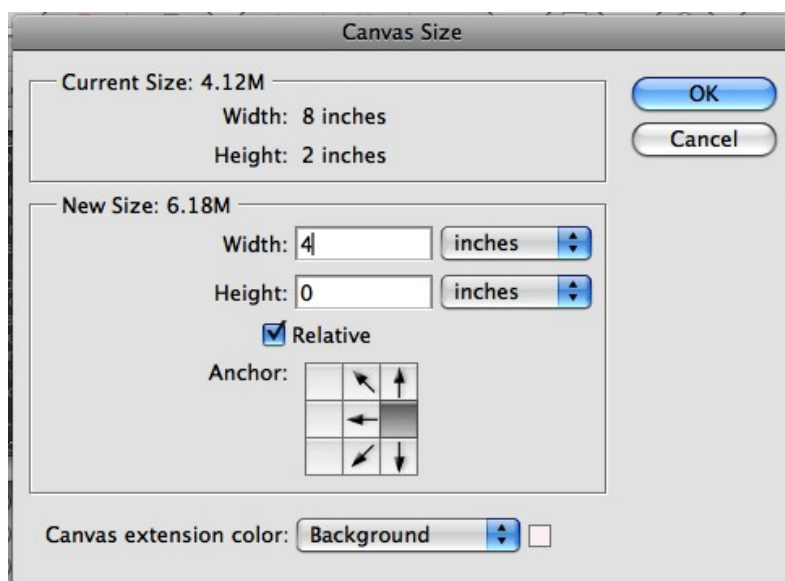 Canvas Size
Current Size: 4.12M
Width: 8 inches
Height: 2 inches
OK
Cancel
New Size: 6.18M
Width: 4 inches
Height: 0 inches
Relative
Anchor:
Canvas extension color: Background